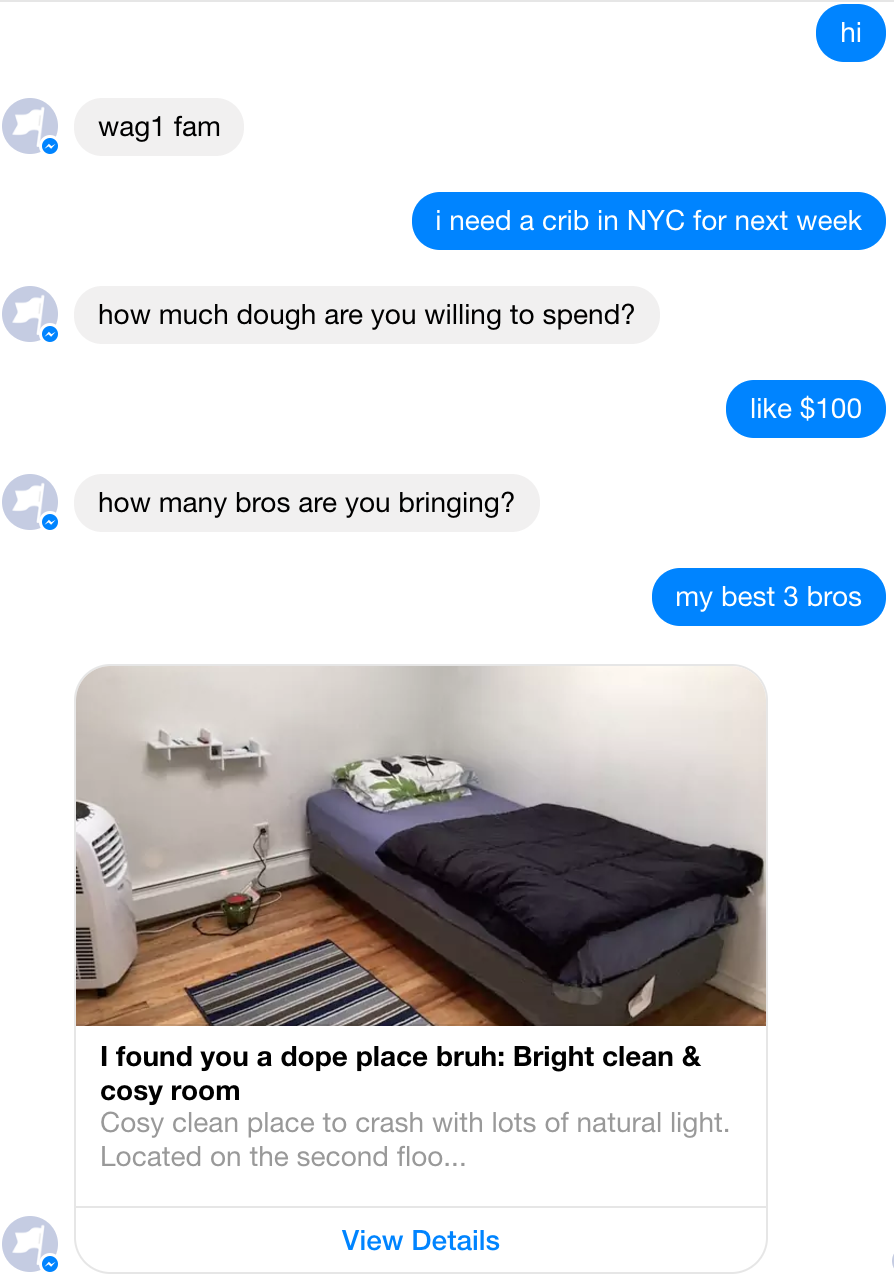 hi
wag1 fam
i need a crib in NYC for next week
how much dough are you willing to spend?
like $100
how many bros are you bringing?
my best 3 bros
I found you a dope place bruh: Bright clean &
cosy room
Cosy clean place to crash with lots of natural light.
Located on the second floo...
View Details